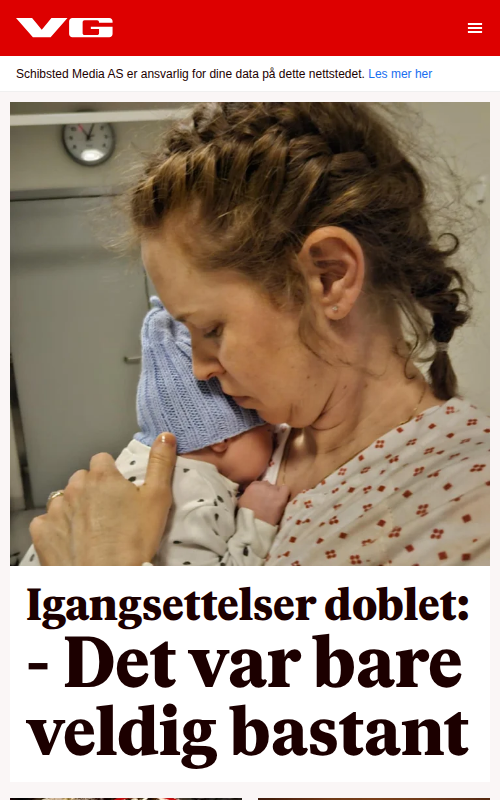 VG
Schibsted Media AS er ansvarlig for dine data på dette nettstedet. Les mer her
Igangsettelser doblet:
- Det var bare
veldig bastant